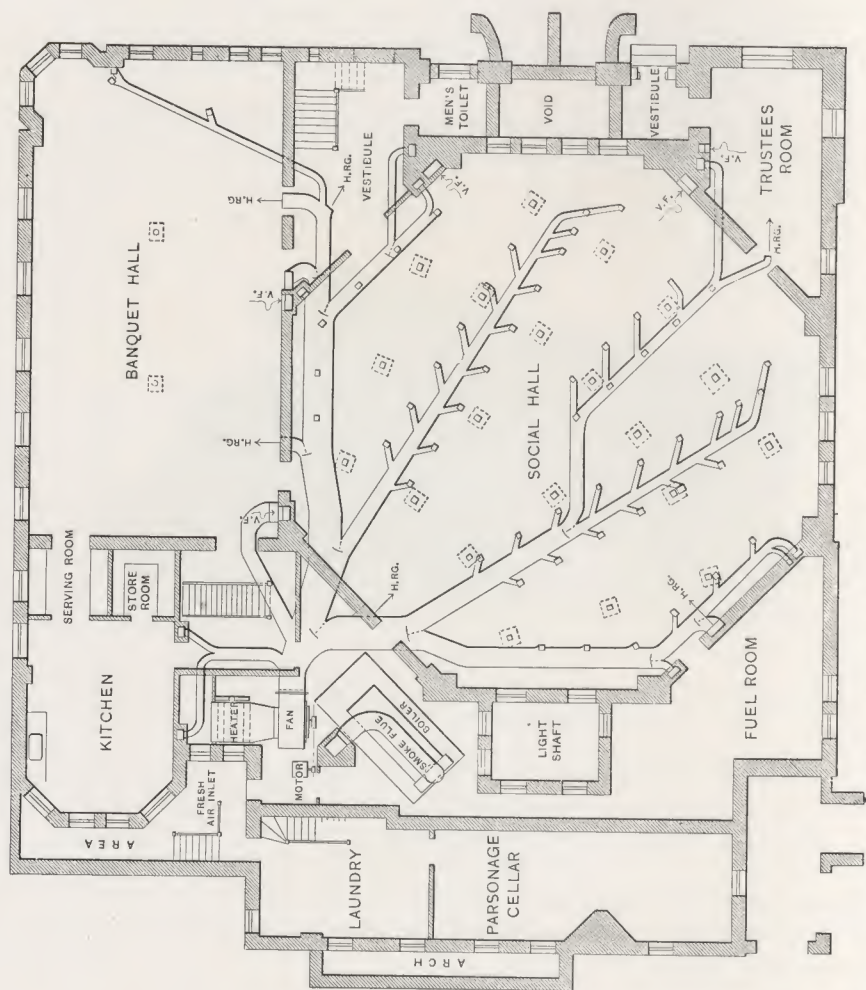 BANQUET HALL
SERVING ROOM
STORE
ROOM
KITCHEN
AREA
FRESH
AIR INLET
HEATER
FAN
MOTOR
SMOKE FLUE
BOILER
LAUNDRY
PARSONAGE
CELLAR
ARCH
LIGHT
SHAFT
FUEL ROOM
SOCIAL HALL
VESTIBULE
MEN'S
TOILET
VOID
VESTIBULE
TRUSTEES
ROOM
H.RG.
H.RG.
H.RG.
H.RG.
H.RG.
H.RG.
V.F.
V.F.
V.F.
V.F.
V.F.